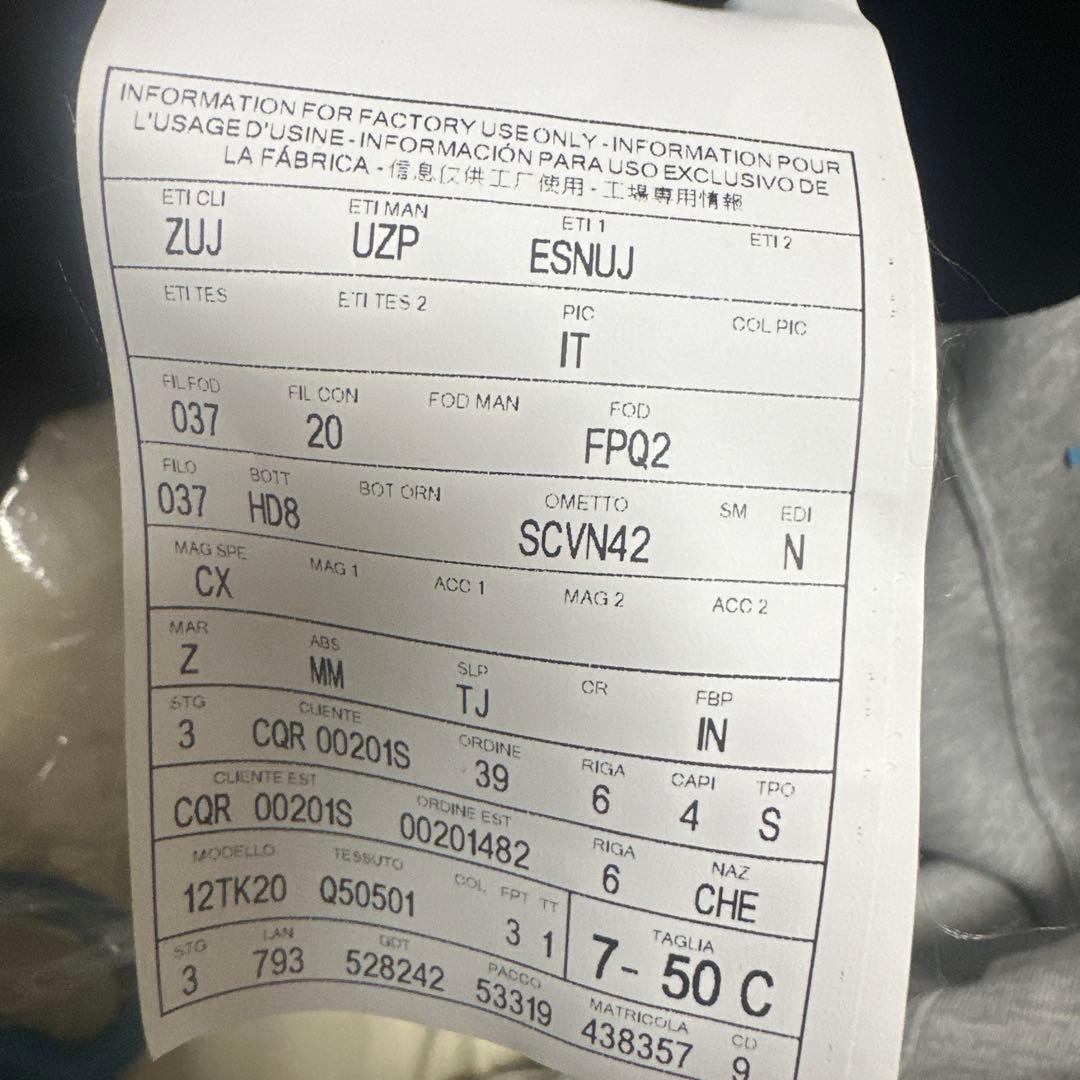 INFORMATION FOR FACTORY USE ONLY - INFORMATION POUR
L'USAGE D'USINE - INFORMACIÓN PARA USO EXCLUSIVO DE
LA FÁBRICA - 信息仅供工厂使用 - 工場専用情報
ETI CLI ETI MAN ETI 1 ETI 2
ZUJ UZP ESNUJ
ETI TES ETI TES 2 PIC COL PIC
IT
FIL FOD FIL CON FOD MAN FOD
037 20 FPQ2
FILO BOTT BOT ORN OMETTO SM EDI
037 HD8 SCVN42 N
MAG SPE MAG 1 ACC 1 MAG 2 ACC 2
CX
MAR ABS SLP CR FBP
Z MM TJ IN
STG CLIENTE ORDINE RIGA CAPI TPO
3 CQR 00201S 39 6 4 S
CLIENTE EST ORDINE EST RIGA NAZ
CQR 00201S 00201482 6 CHE
MODELLO TESSUTO COL FPT TT TAGLIA
12TK20 Q50501 3 1 7- 50 C
STG LAN GDT PACCO MATRICOLA CD
3 793 528242 53319 438357 9